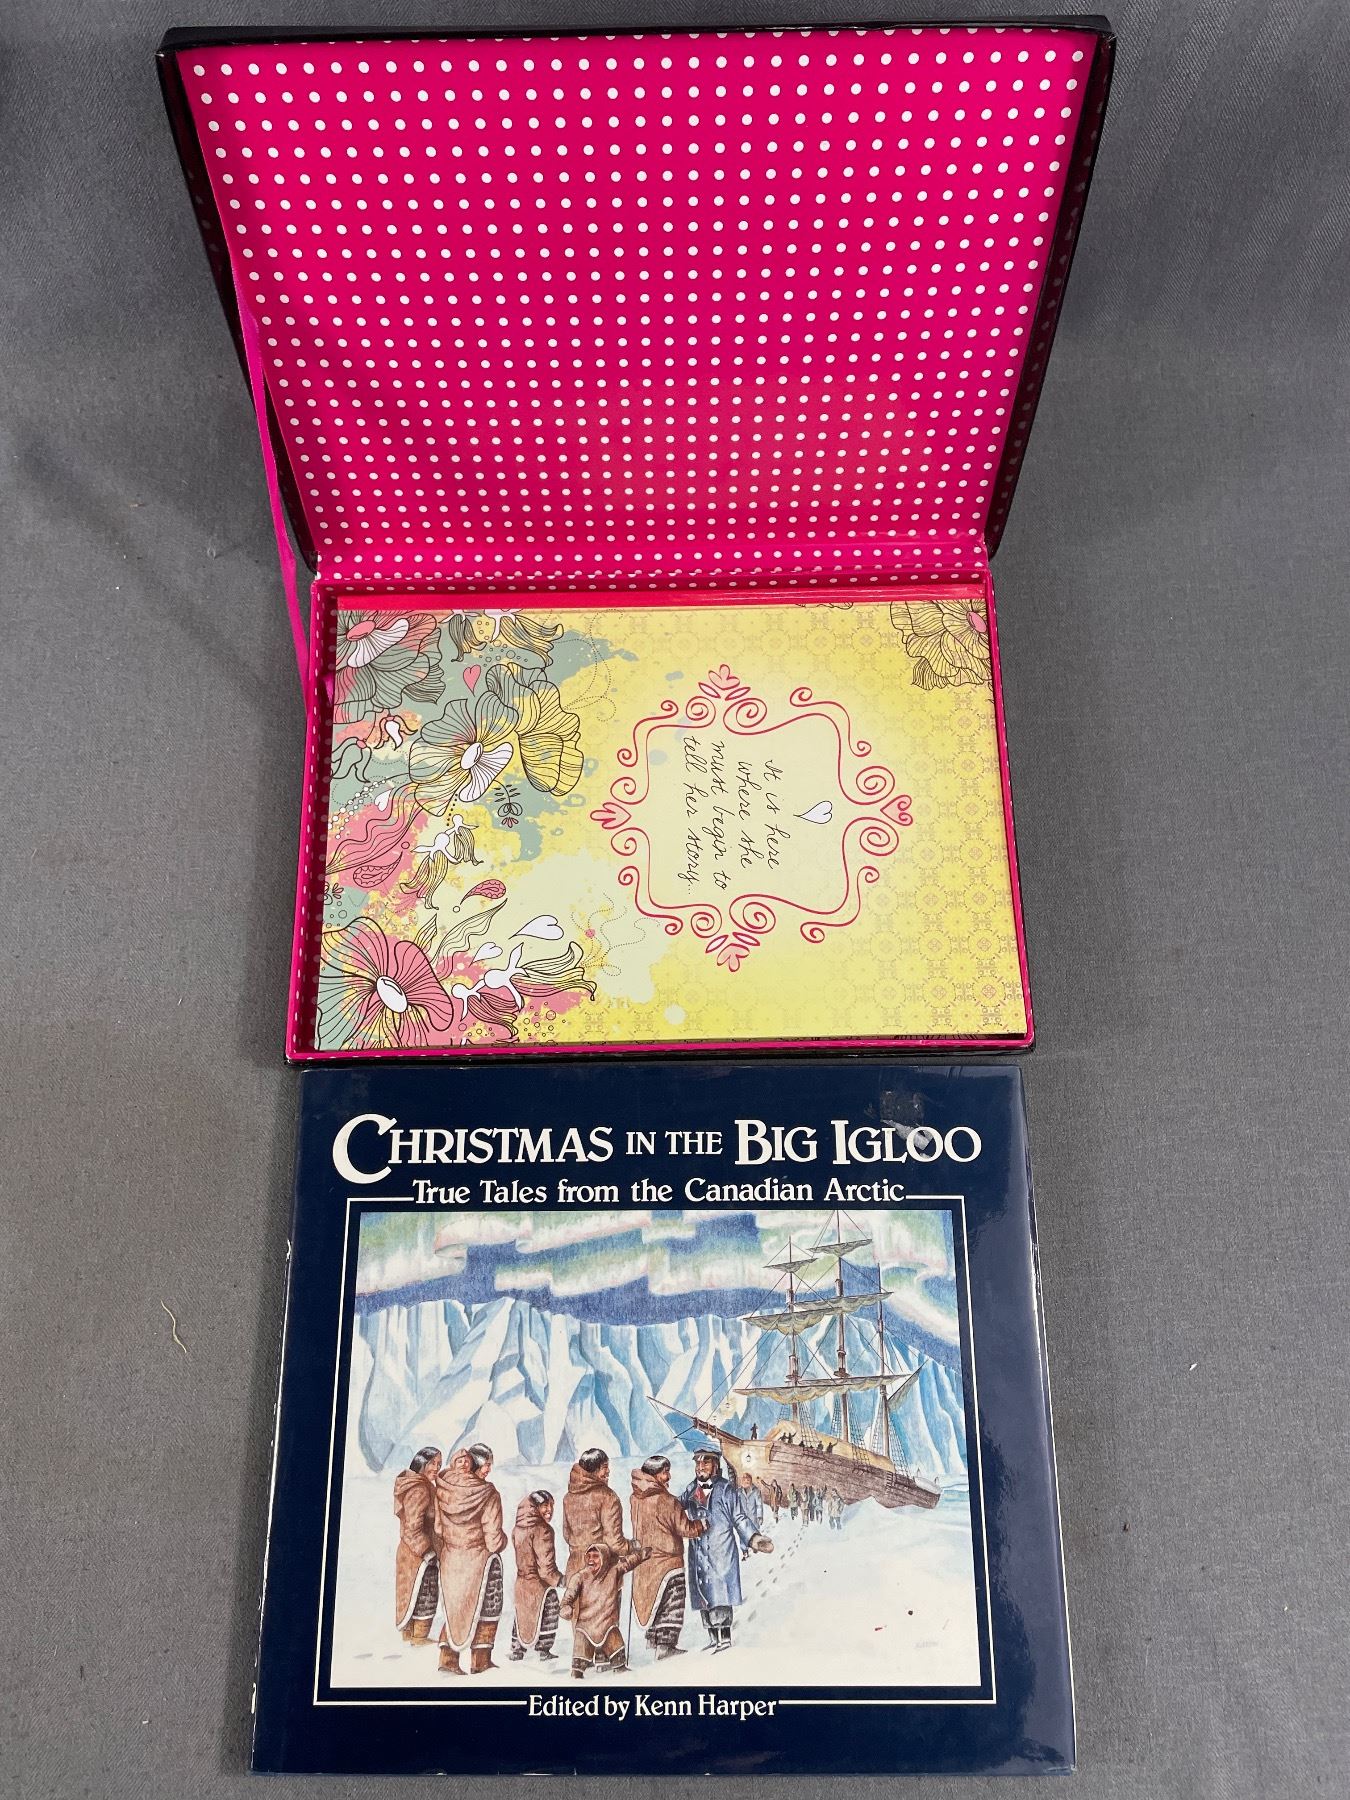 It is here
where she
must begin to
tell her story...
CHRISTMAS IN THE BIG IGLOO
True Tales from the Canadian Arctic
Edited by Kenn Harper